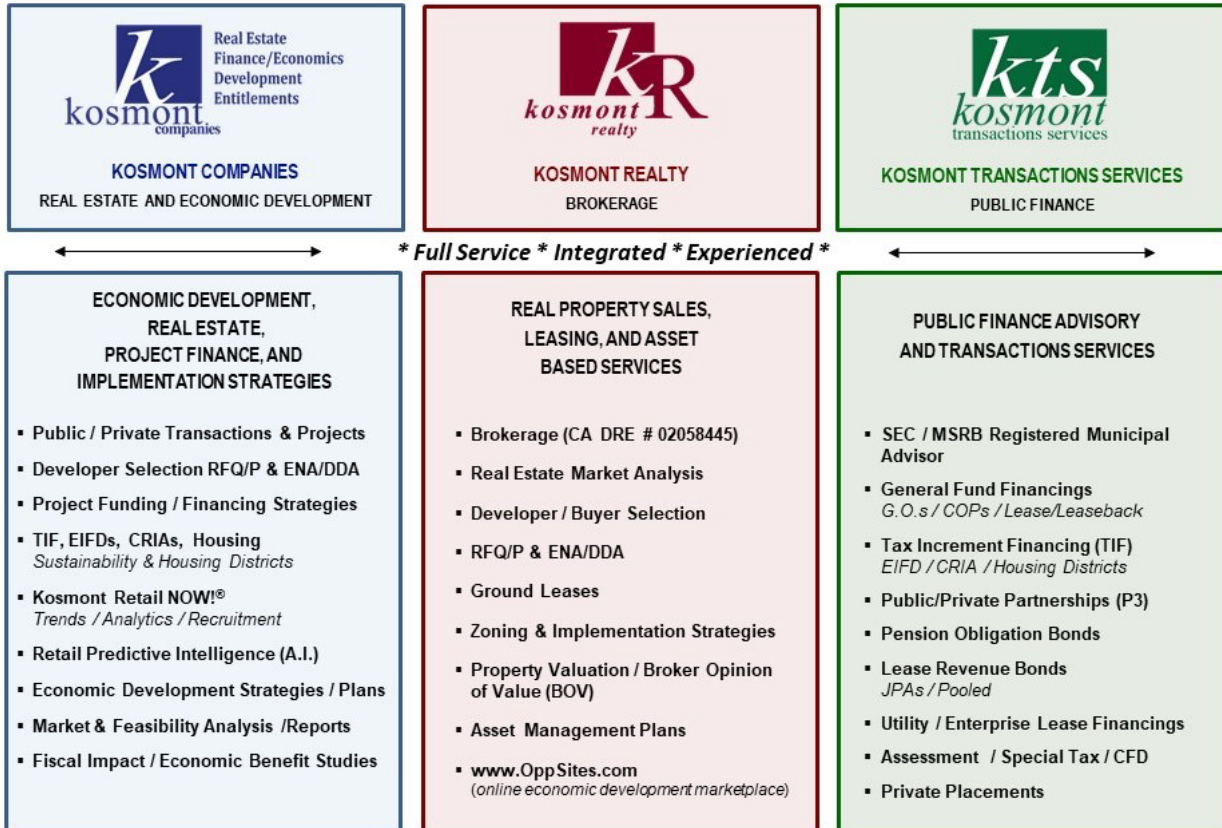 k
Real Estate
Finance/Economics
Development
Entitlements
kosmont
companies
KOSMONT COMPANIES
REAL ESTATE AND ECONOMIC DEVELOPMENT
kR
kosmont
realty
KOSMONT REALTY
BROKERAGE
kts
kosmont
transactions services
KOSMONT TRANSACTIONS SERVICES
PUBLIC FINANCE
* Full Service * Integrated * Experienced *
ECONOMIC DEVELOPMENT,
REAL ESTATE,
PROJECT FINANCE, AND
IMPLEMENTATION STRATEGIES
▪ Public / Private Transactions & Projects
▪ Developer Selection RFQ/P & ENA/DDA
▪ Project Funding / Financing Strategies
▪ TIF, EIFDs, CRIAs, Housing
Sustainability & Housing Districts
▪ Kosmont Retail NOW!®
Trends / Analytics / Recruitment
▪ Retail Predictive Intelligence (A.I.)
▪ Economic Development Strategies / Plans
▪ Market & Feasibility Analysis /Reports
▪ Fiscal Impact / Economic Benefit Studies
REAL PROPERTY SALES,
LEASING, AND ASSET
BASED SERVICES
▪ Brokerage (CA DRE # 02058445)
▪ Real Estate Market Analysis
▪ Developer / Buyer Selection
▪ RFQ/P & ENA/DDA
▪ Ground Leases
▪ Zoning & Implementation Strategies
▪ Property Valuation / Broker Opinion
of Value (BOV)
▪ Asset Management Plans
▪ www.OppSites.com
(online economic development marketplace)
PUBLIC FINANCE ADVISORY
AND TRANSACTIONS SERVICES
▪ SEC / MSRB Registered Municipal
Advisor
▪ General Fund Financings
G.O.s / COPs / Lease/Leaseback
▪ Tax Increment Financing (TIF)
EIFD / CRIA / Housing Districts
▪ Public/Private Partnerships (P3)
▪ Pension Obligation Bonds
▪ Lease Revenue Bonds
JPAs / Pooled
▪ Utility / Enterprise Lease Financings
▪ Assessment / Special Tax / CFD
▪ Private Placements